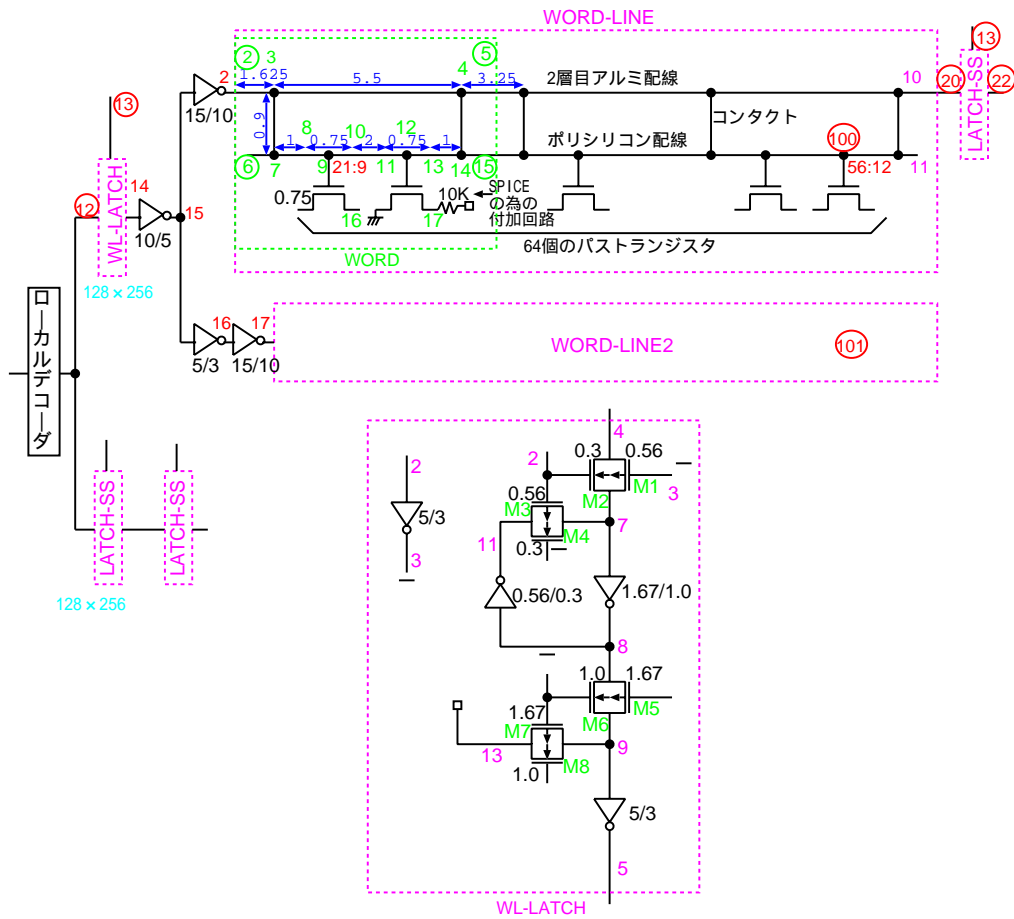 WORD-LINE
2 3 5
4
1.625 5.5 3.25
2
2層目アルミ配線
10
13
20
22
LATCH-SS
15/10
0.9
コンタクト
13
8 10 12
1 0.75 2 0.75 1
ポリシリコン配線
100
6 7 9 21:9 11 13 14 15
56:12
11
12
WL-LATCH
14
15
10/5
0.75
16
17
10K
SPICE
の為の
付加回路
64個のパストランジスタ
WORD
128×256
ローカルデコーダ
16 17
5/3 15/10
WORD-LINE2
101
LATCH-SS
LATCH-SS
128×256
4
2
0.3 0.56
M1
M2
3
2
5/3
3
0.56
M3
M4
0.3
7
11
0.56/0.3
1.67/1.0
8
1.0 1.67
M5
M6
1.67
M7
M8
1.0
13
9
5/3
5
WL-LATCH